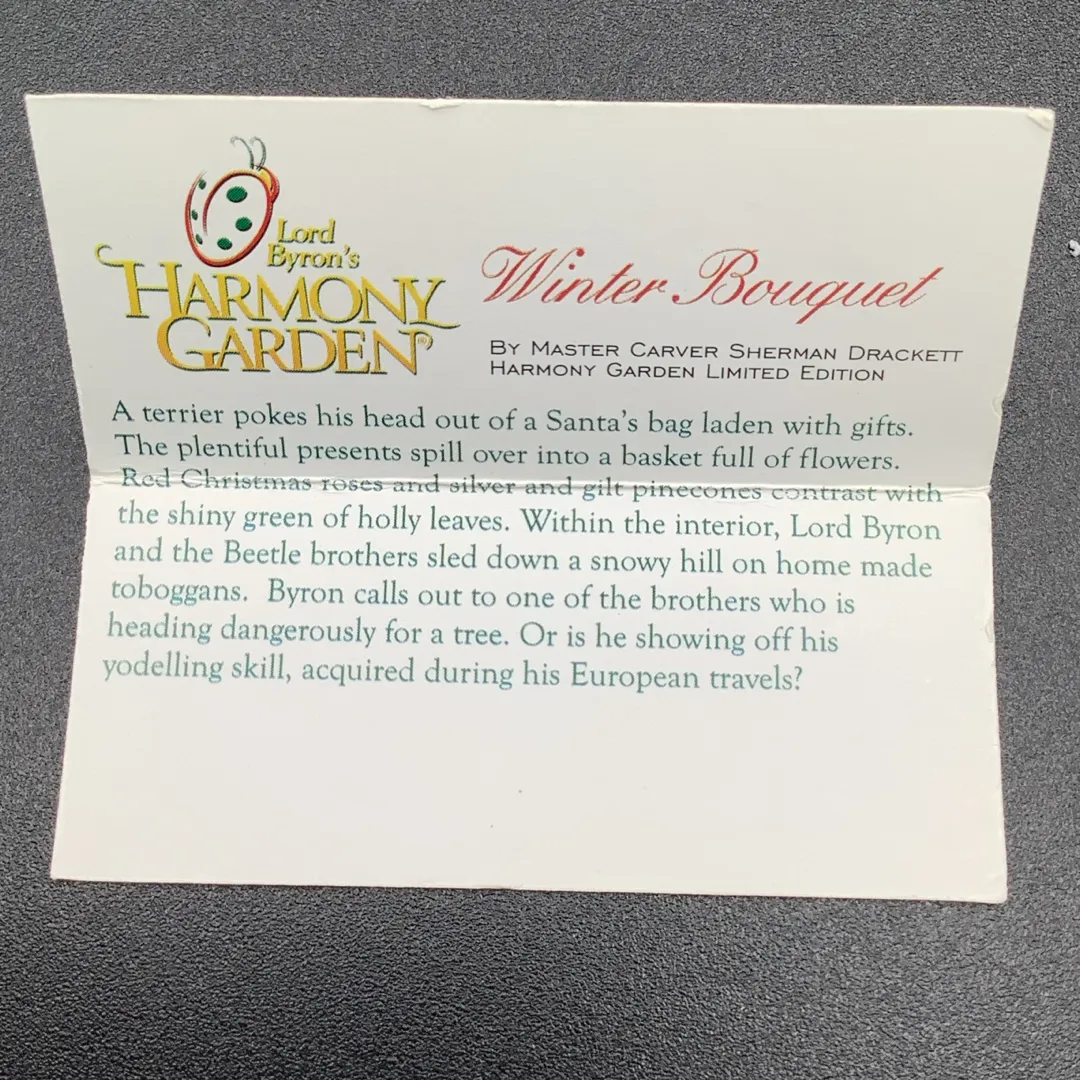 Lord
Byron's
HARMONY
GARDEN®
Winter Bouquet
BY MASTER CARVER SHERMAN DRACKETT
HARMONY GARDEN LIMITED EDITION
A terrier pokes his head out of a Santa's bag laden with gifts.
The plentiful presents spill over into a basket full of flowers.
Red Christmas roses and silver and gilt pinecones contrast with
the shiny green of holly leaves. Within the interior, Lord Byron
and the Beetle brothers sled down a snowy hill on home made
toboggans.  Byron calls out to one of the brothers who is
heading dangerously for a tree. Or is he showing off his
yodelling skill, acquired during his European travels?